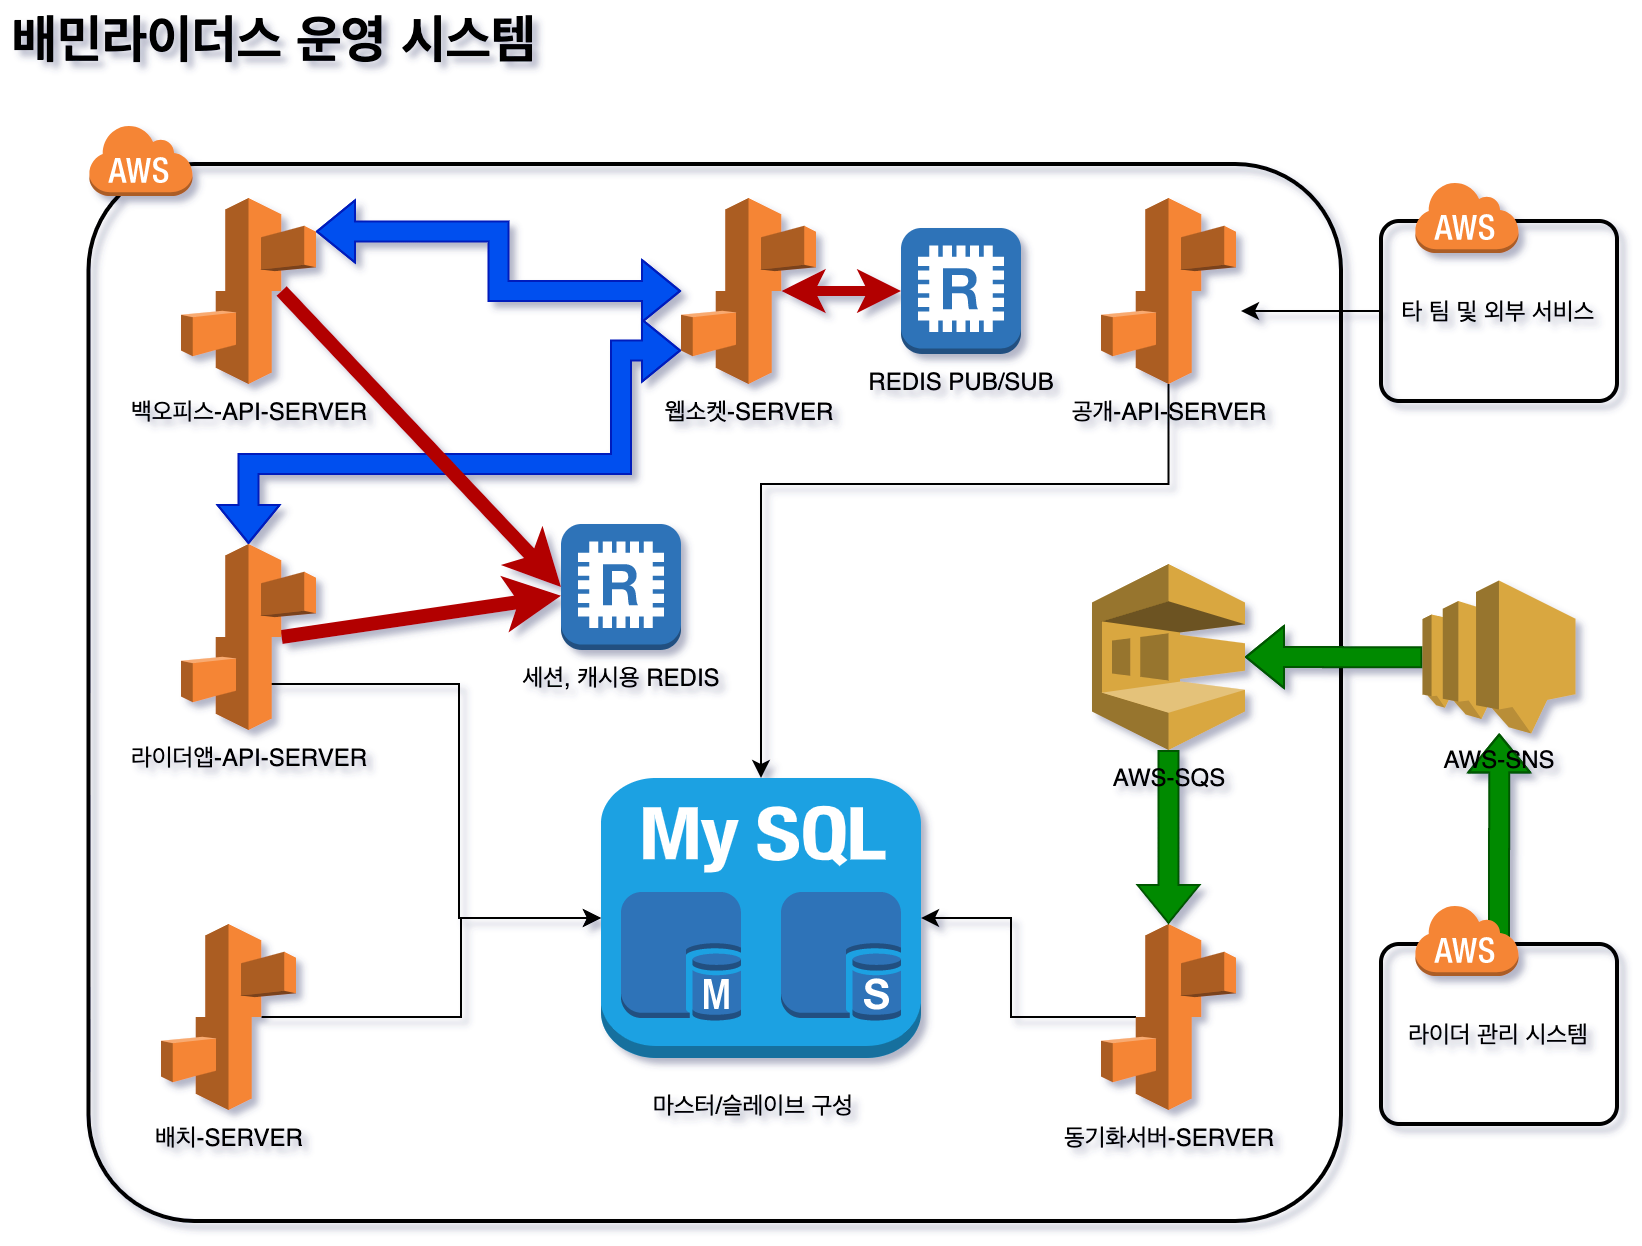 배민라이더스 운영 시스템
AWS
AWS
타 팀 및 외부 서비스
R
REDIS PUB/SUB
백오피스-API-SERVER
웹소켓-SERVER
공개-API-SERVER
R
세션, 캐시용 REDIS
라이더앱-API-SERVER
AWS-SQS
AWS-SNS
My SQL
M
S
AWS
라이더 관리 시스템
마스터/슬레이브 구성
배치-SERVER
동기화서버-SERVER